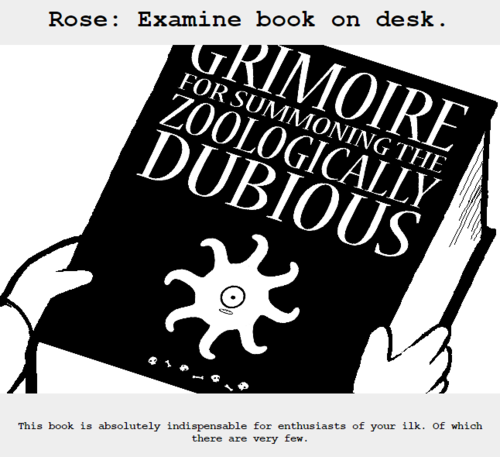 Rose: Examine book on desk.
GRIMOIRE
FOR SUMMONING THE
ZOOLOGICALLY
DUBIOUS
This book is absolutely indispensable for enthusiasts of your ilk. Of which
there are very few.